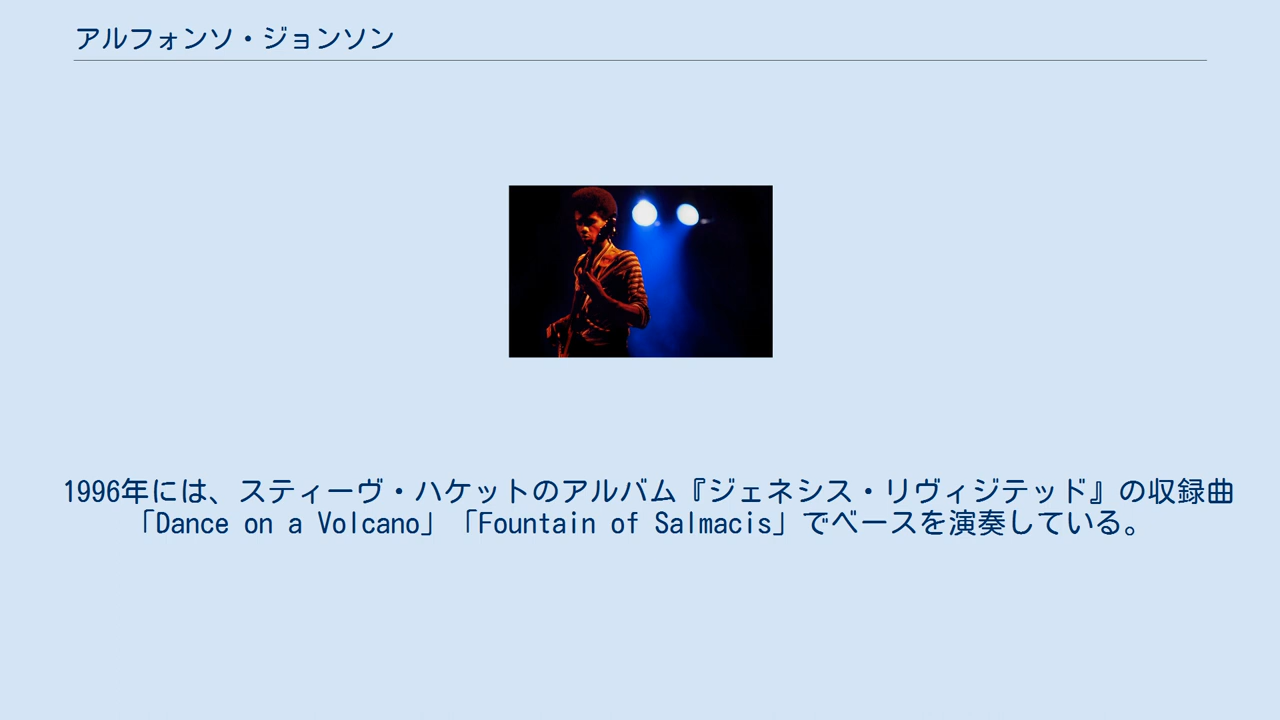 アルフォンソ・ジョンソン
1996年には、スティーヴ・ハケットのアルバム『ジェネシス・リヴィジテッド』の収録曲
「Dance on a Volcano」「Fountain of Salmacis」でベースを演奏している。